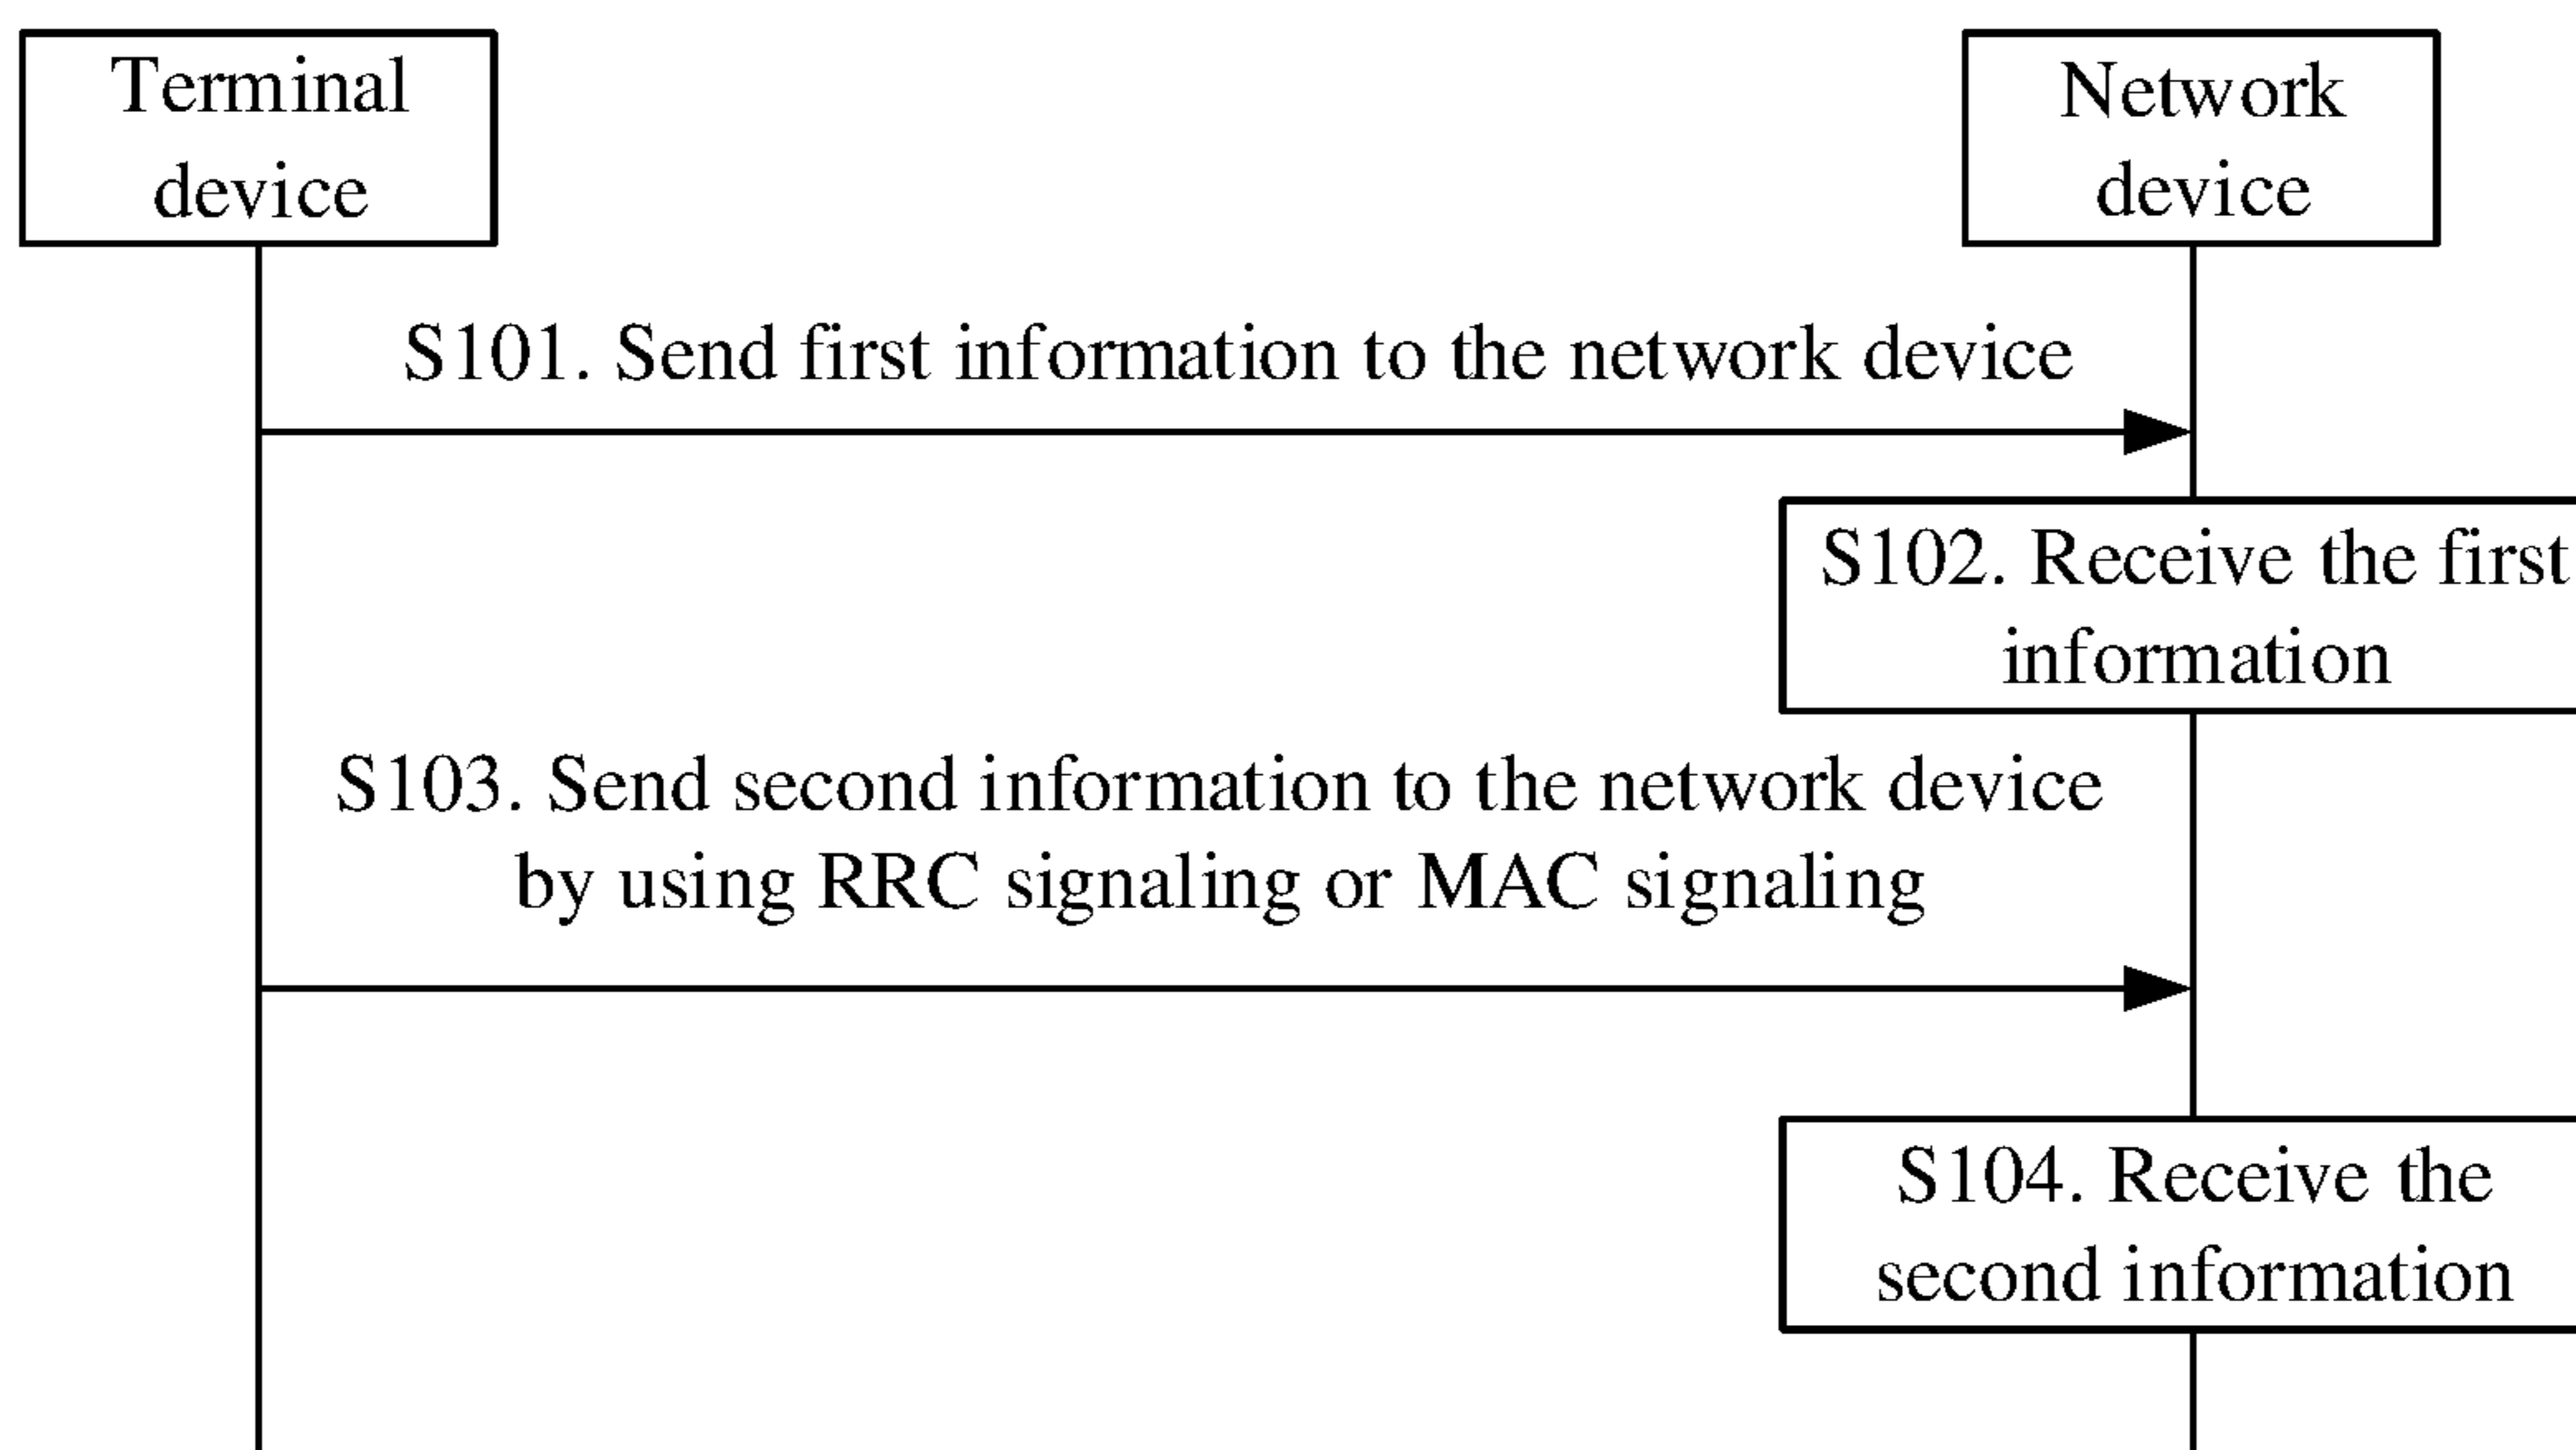 Terminal
device
Network
device
S101. Send first information to the network device
S102. Receive the first
information
S103. Send second information to the network device
by using RRC signaling or MAC signaling
S104. Receive the
second information